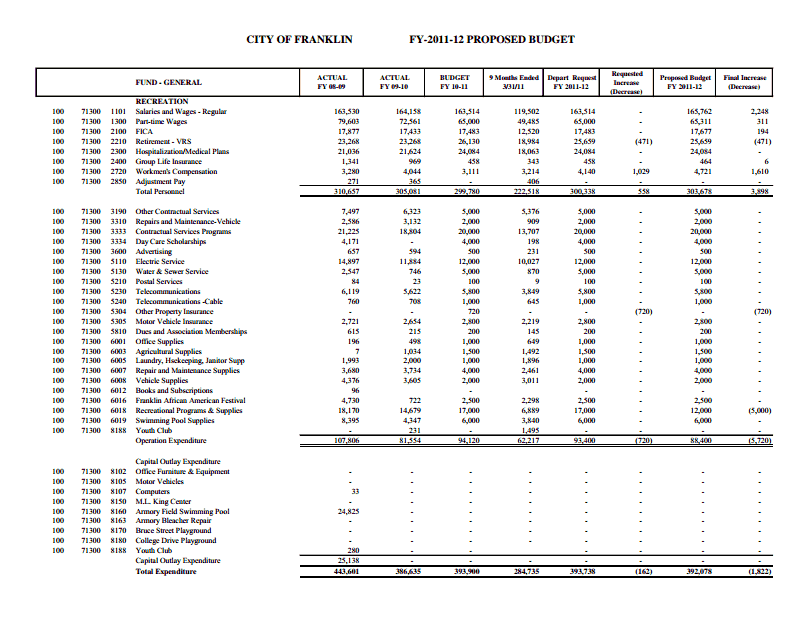 CITY OF FRANKLIN FY-2011-12 PROPOSED BUDGET
FUND - GENERAL ACTUAL FY 08-09 ACTUAL FY 09-10 BUDGET FY 10-11 9 Months Ended 3/31/11 Depart Request FY 2011-12 Requested Increase (Decrease) Proposed Budget FY 2011-12 Final Increase (Decrease)
RECREATION
100 71300 1101 Salaries and Wages - Regular 163,530 164,158 163,514 119,502 163,514 - 165,762 2,248
100 71300 1300 Part-time Wages 79,603 72,561 65,000 49,485 65,000 - 65,311 311
100 71300 2100 FICA 17,877 17,433 17,483 12,520 17,483 - 17,677 194
100 71300 2210 Retirement - VRS 23,268 23,268 26,130 18,984 25,659 (471) 25,659 (471)
100 71300 2300 Hospitalization/Medical Plans 21,036 21,624 24,084 18,063 24,084 - 24,084 -
100 71300 2400 Group Life Insurance 1,341 969 458 343 458 - 464 6
100 71300 2720 Workmen's Compensation 3,280 4,044 3,111 3,214 4,140 1,029 4,721 1,610
100 71300 2850 Adjustment Pay 271 365 - 406 - - - -
Total Personnel 310,657 305,081 299,780 222,518 300,338 558 303,678 3,898
100 71300 3190 Other Contractual Services 7,497 6,323 5,000 5,376 5,000 - 5,000 -
100 71300 3310 Repairs and Maintenance-Vehicle 2,586 3,132 2,000 909 2,000 - 2,000 -
100 71300 3333 Contractual Services Programs 21,225 18,804 20,000 13,707 20,000 - 20,000 -
100 71300 3334 Day Care Scholarships 4,171 - 4,000 198 4,000 - 4,000 -
100 71300 3600 Advertising 657 594 500 231 500 - 500 -
100 71300 5110 Electric Service 14,897 11,884 12,000 10,027 12,000 - 12,000 -
100 71300 5130 Water & Sewer Service 2,547 746 5,000 870 5,000 - 5,000 -
100 71300 5210 Postal Services 84 23 100 9 100 - 100 -
100 71300 5230 Telecommunications 6,119 5,622 5,800 3,849 5,800 - 5,800 -
100 71300 5240 Telecommunications -Cable 760 708 1,000 645 1,000 - 1,000 -
100 71300 5304 Other Property Insurance - - 720 - - (720) - (720)
100 71300 5305 Motor Vehicle Insurance 2,721 2,654 2,800 2,219 2,800 - 2,800 -
100 71300 5810 Dues and Association Memberships 615 215 200 145 200 - 200 -
100 71300 6001 Office Supplies 196 498 1,000 649 1,000 - 1,000 -
100 71300 6003 Agricultural Supplies 7 1,034 1,500 1,492 1,500 - 1,500 -
100 71300 6005 Laundry, Hsekeeping, Janitor Supp 1,993 2,000 1,000 1,896 1,000 - 1,000 -
100 71300 6007 Repair and Maintenance Supplies 3,680 3,734 4,000 2,461 4,000 - 4,000 -
100 71300 6008 Vehicle Supplies 4,376 3,605 2,000 3,011 2,000 - 2,000 -
100 71300 6012 Books and Subscriptions 96 - - - - - - -
100 71300 6016 Franklin African American Festival 4,730 722 2,500 2,298 2,500 - 2,500 -
100 71300 6018 Recreational Programs & Supplies 18,170 14,679 17,000 6,889 17,000 - 12,000 (5,000)
100 71300 6019 Swimming Pool Supplies 8,395 4,347 6,000 3,840 6,000 - 6,000 -
100 71300 8188 Youth Club - 231 - 1,495 - - - -
Operation Expenditure 107,806 81,554 94,120 62,217 93,400 (720) 88,400 (5,720)
Capital Outlay Expenditure
100 71300 8102 Office Furniture & Equipment - - - - - - - -
100 71300 8105 Motor Vehicles - - - - - - - -
100 71300 8107 Computers 33 - - - - - - -
100 71300 8150 M.L. King Center - - - - - - - -
100 71300 8160 Armory Field Swimming Pool 24,825 - - - - - - -
100 71300 8163 Armory Bleacher Repair - - - - - - - -
100 71300 8170 Bruce Street Playground - - - - - - - -
100 71300 8180 College Drive Playground - - - - - - - -
100 71300 8188 Youth Club 280 - - - - - - -
Capital Outlay Expenditure 25,138 - - - - - - -
Total Expenditure 443,601 386,635 393,900 284,735 393,738 (162) 392,078 (1,822)